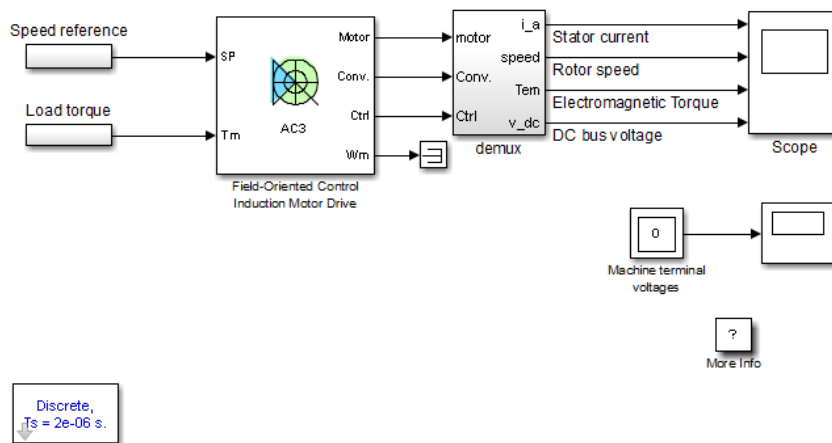 Speed reference
Load torque
SP
Tm
Motor
Conv.
Ctrl
Wm
AC3
Field-Oriented Control
Induction Motor Drive
motor
Conv.
Ctrl
i_a
speed
Tem
v_dc
demux
Stator current
Rotor speed
Electromagnetic Torque
DC bus voltage
Scope
0
Machine terminal
voltages
?
More Info
Discrete,
Ts = 2e-06 s.